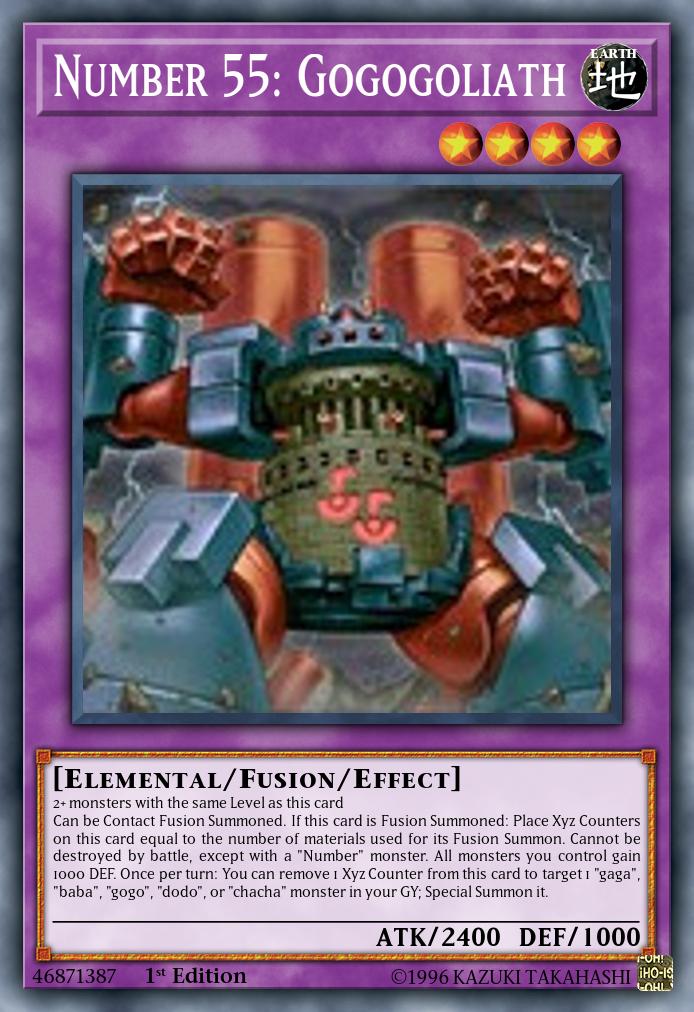 Number 55: Gogogoliath
EARTH
地
[Elemental/Fusion/Effect]
2+ monsters with the same Level as this card
Can be Contact Fusion Summoned. If this card is Fusion Summoned: Place Xyz Counters
on this card equal to the number of materials used for its Fusion Summon. Cannot be
destroyed by battle, except with a "Number" monster. All monsters you control gain
1000 DEF. Once per turn: You can remove 1 Xyz Counter from this card to target 1 "gaga",
"baba", "gogo", "dodo", or "chacha" monster in your GY; Special Summon it.
ATK/2400 DEF/1000
46871387 1st Edition ©1996 KAZUKI TAKAHASHI